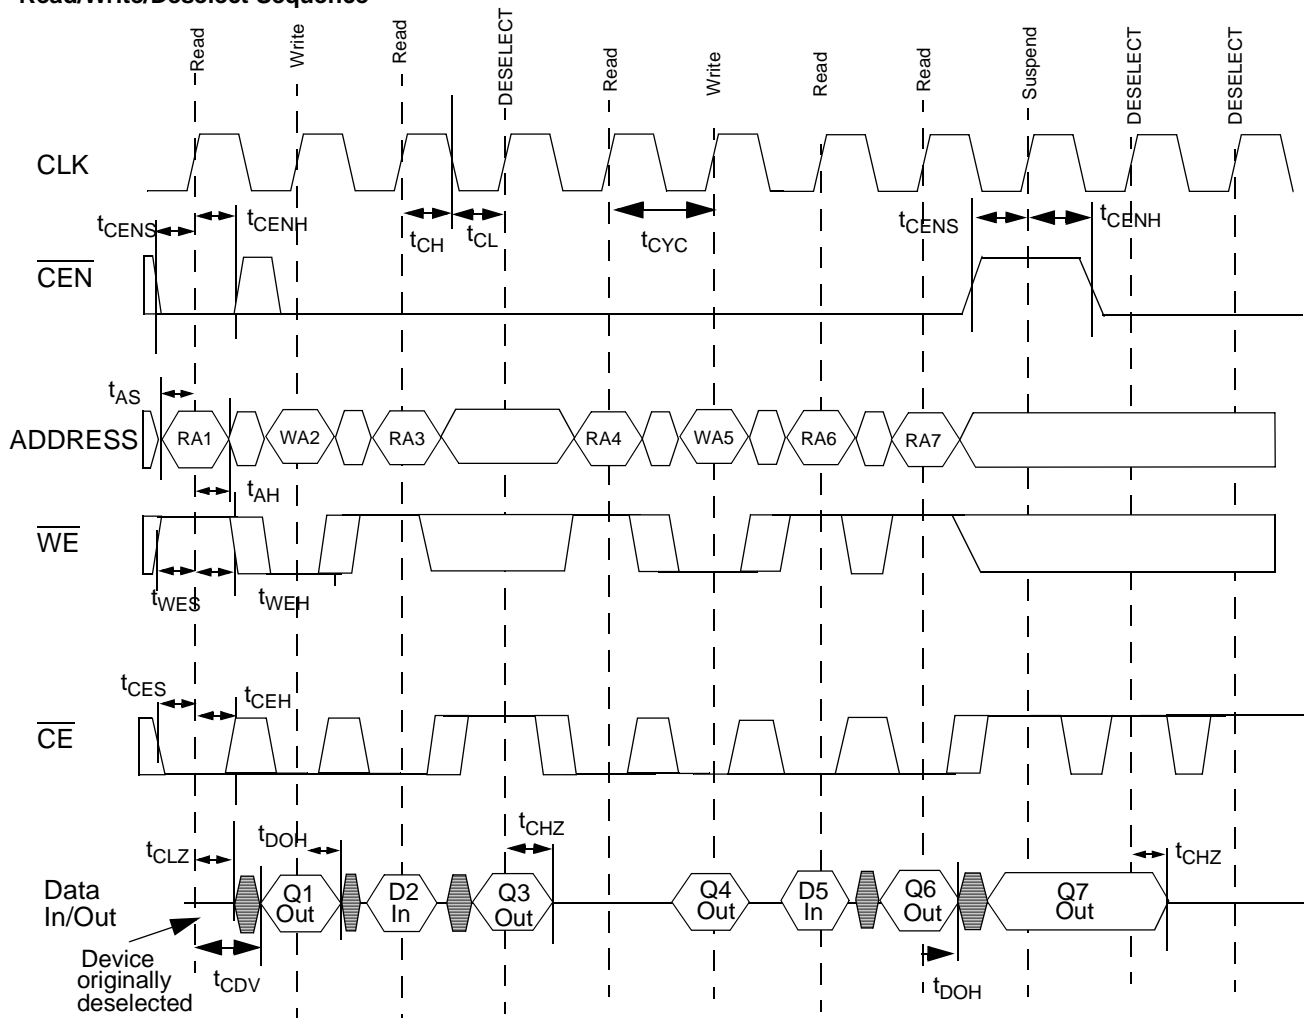 Read/Write/Deselect Sequence
Read
Write
Read
DESELECT
Read
Write
Read
Read
Suspend
DESELECT
DESELECT
CLK
tCENS
tCENH
tCH
tCL
tCYC
tCENS
tCENH
CEN
tAS
ADDRESS
RA1
WA2
RA3
RA4
WA5
RA6
RA7
tAH
WE
tWES
tWEH
tCES
tCEH
CE
tCLZ
tDOH
tCHZ
tCHZ
Data
In/Out
Q1
Out
D2
In
Q3
Out
Q4
Out
D5
In
Q6
Out
Q7
Out
Device
originally
deselected
tCDV
tDOH